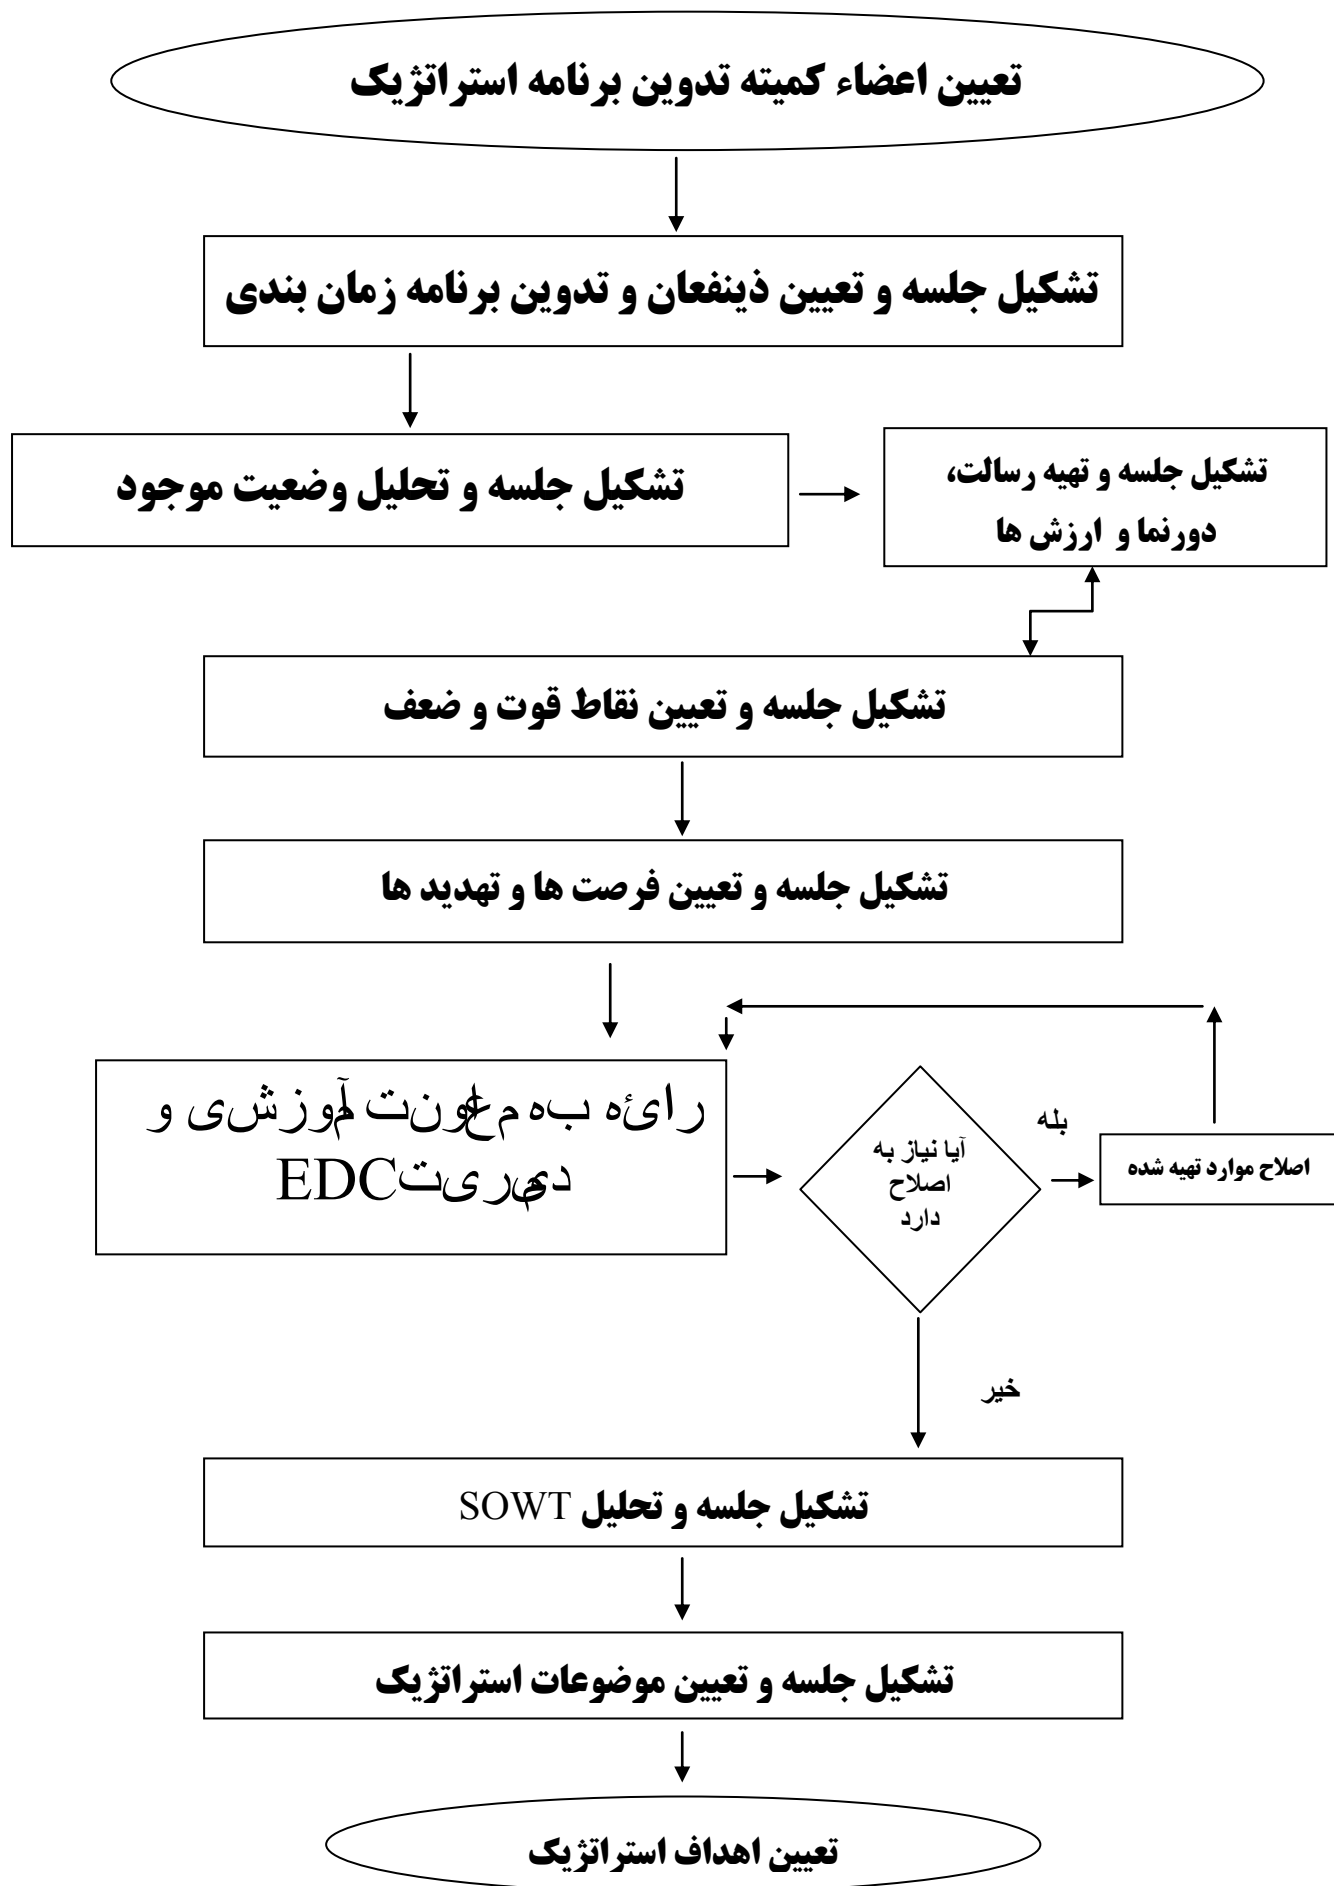 تعیین اعضاء کمیته تدوین برنامه استراتژیک
تشکیل جلسه و تعیین ذینفعان و تدوین برنامه زمان بندی
تشکیل جلسه و تحلیل وضعیت موجود
تشکیل جلسه و تهیه رسالت،
دورنما و ارزش ها
تشکیل جلسه و تعیین نقاط قوت و ضعف
تشکیل جلسه و تعیین فرصت ها و تهدید ها
رائه به معاونت آموزشی و
مدیریت EDC
آیا نیاز به
اصلاح
دارد
بله
اصلاح موارد تهیه شده
خیر
تشکیل جلسه و تحلیل SOWT
تشکیل جلسه و تعیین موضوعات استراتژیک
تعیین اهداف استراتژیک